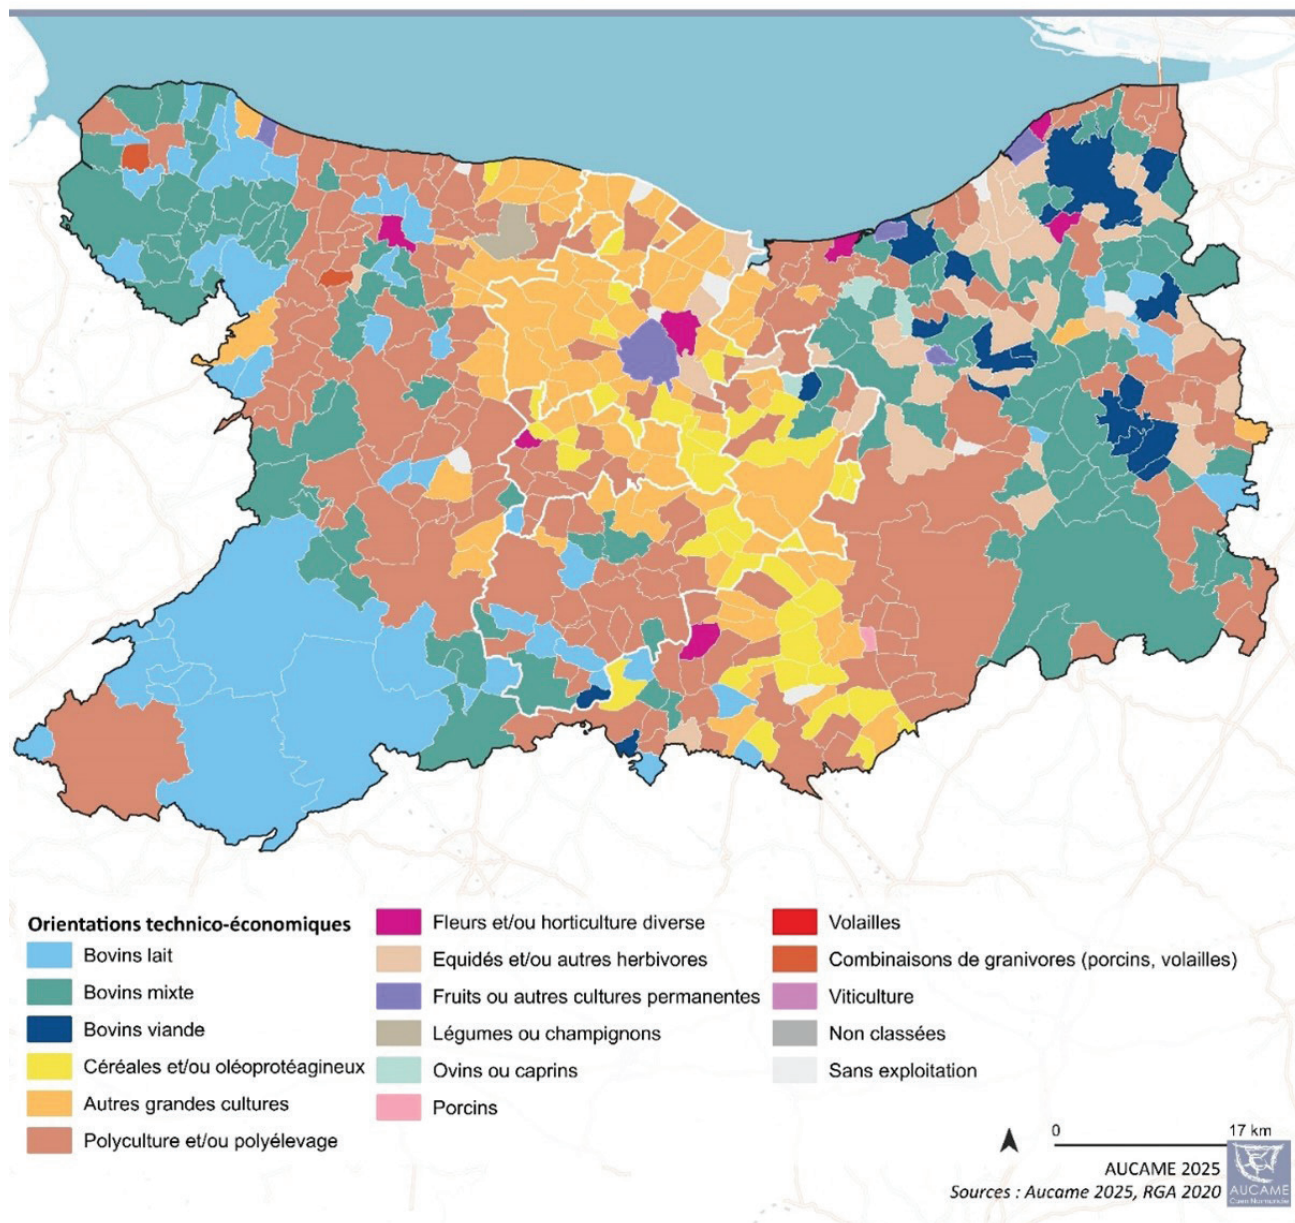 Orientations technico-économiques
Bovins lait
Bovins mixte
Bovins viande
Céréales et/ou oléoprotéagineux
Autres grandes cultures
Polyculture et/ou polyélevage
Fleurs et/ou horticulture diverse
Equidés et/ou autres herbivores
Fruits ou autres cultures permanentes
Légumes ou champignons
Ovins ou caprins
Porcins
Volailles
Combinaisons de granivores (porcins, volailles)
Viticulture
Non classées
Sans exploitation
0 17 km
AUCAME 2025
Sources : Aucame 2025, RGA 2020
AUCAME
Caen Normandie